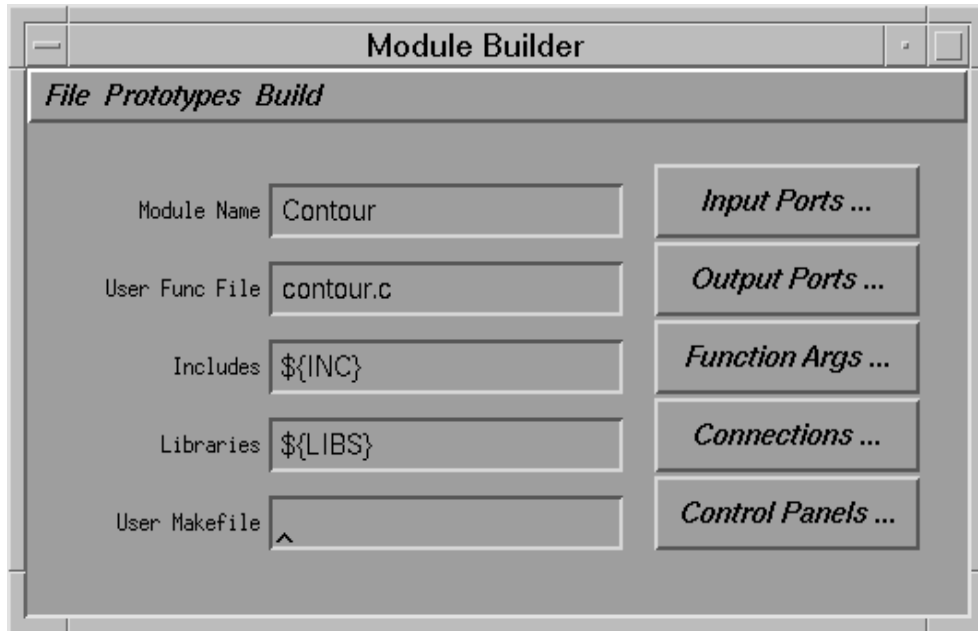 Module Builder
File Prototypes Build
Module Name Contour
Input Ports ...
User Func File contour.c
Output Ports ...
Includes ${INC}
Function Args ...
Libraries ${LIBS}
Connections ...
User Makefile ^
Control Panels ...